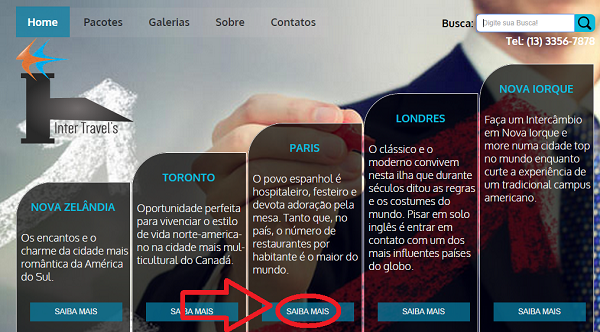 Home Pacotes Galerias Sobre Contatos
Busca: Digite sua Busca!
Tel: (13) 3356-7878
Inter Travel's
NOVA ZELÂNDIA
Os encantos e o
charme da cidade mais
romântica da América
do Sul.
SAIBA MAIS
TORONTO
Oportunidade perfeita
para vivenciar o estilo
de vida norte-america-
no na cidade mais mul-
ticultural do Canadá.
SAIBA MAIS
PARIS
O povo espanhol é
hospitaleiro, festeiro e
devota adoração pela
mesa. Tanto que, no
país, o número de
restaurantes por
habitante é o maior do
mundo.
SAIBA MAIS
LONDRES
O clássico e o
moderno convivem
nesta ilha que durante
séculos ditou as regras
e os costumes do
mundo. Pisar em solo
inglês é entrar em
contato com um dos
mais influentes países
do globo.
SAIBA MAIS
NOVA IORQUE
Faça um Intercâmbio
em Nova Iorque e
more numa cidade top
no mundo enquanto
curte a experiência de
um tradicional campus
americano.
SAIBA MAIS